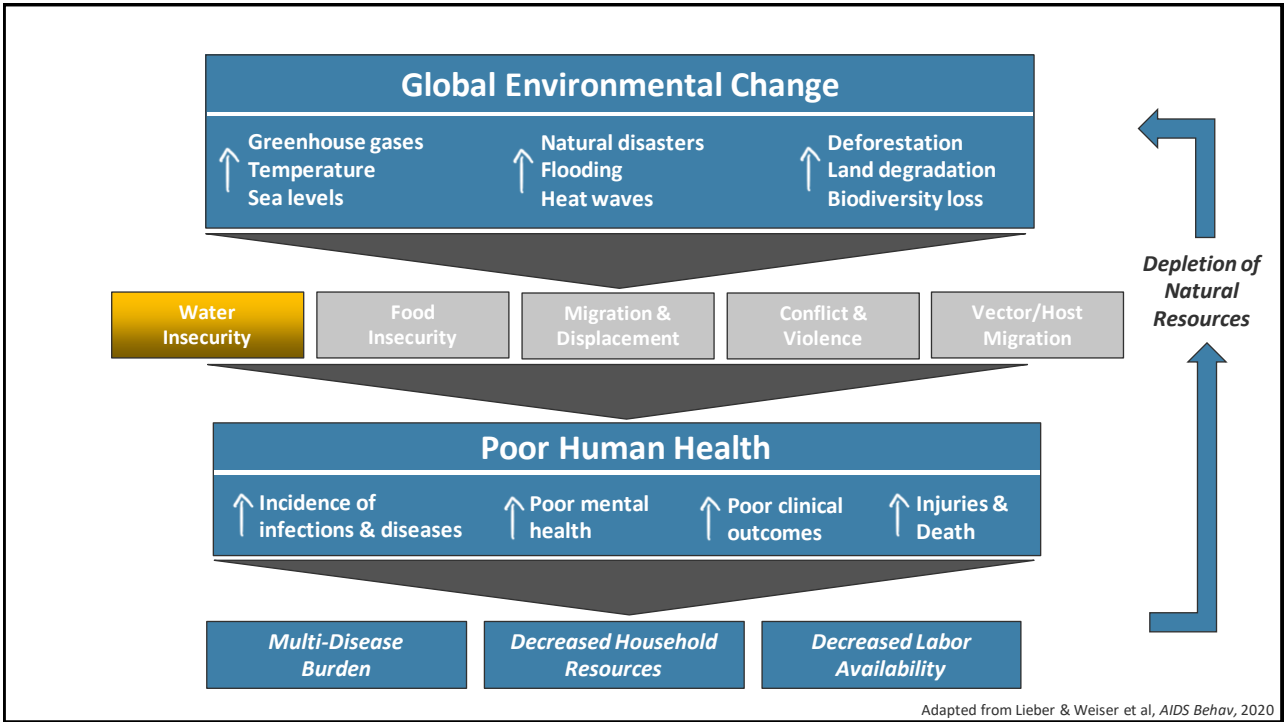 Global Environmental Change
Greenhouse gases
Temperature
Sea levels
Natural disasters
Flooding
Heat waves
Deforestation
Land degradation
Biodiversity loss
Depletion of
Natural
Resources
Water
Insecurity
Food
Insecurity
Migration &
Displacement
Conflict &
Violence
Vector/Host
Migration
Poor Human Health
Incidence of
infections & diseases
Poor mental
health
Poor clinical
outcomes
Injuries &
Death
Multi-Disease
Burden
Decreased Household
Resources
Decreased Labor
Availability
Adapted from Lieber & Weiser et al, AIDS Behav, 2020